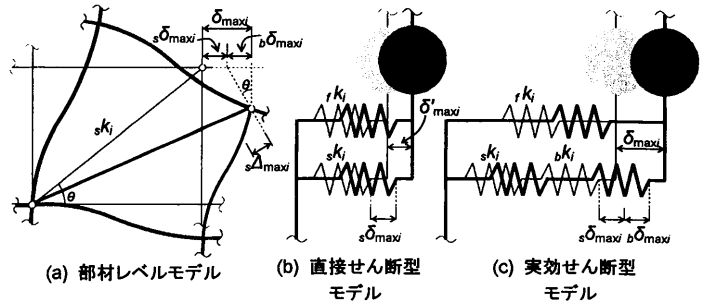 δmaxi
sδmaxi bδmaxi
θ
ski
sΔmaxi
θ
(a) 部材レベルモデル
fki
δ'maxi
ski
sδmaxi
(b) 直接せん断型
モデル
fki
δmaxi
ski bki
sδmaxi bδmaxi
(c) 実効せん断型
モデル